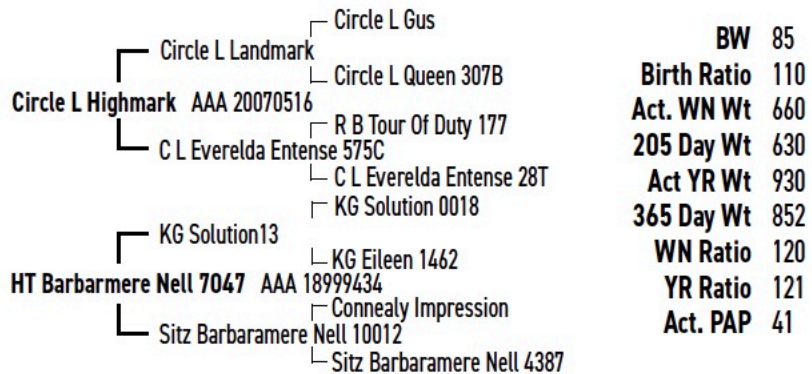 Circle L Gus
Circle L Landmark
Circle L Queen 307B
Circle L Highmark AAA 20070516
R B Tour Of Duty 177
C L Everelda Entense 575C
C L Everelda Entense 28T
KG Solution 0018
KG Solution13
KG Eileen 1462
HT Barbarmere Nell 7047 AAA 18999434
Connealy Impression
Sitz Barbaramere Nell 10012
Sitz Barbaramere Nell 4387
BW 85
Birth Ratio 110
Act. WN Wt 660
205 Day Wt 630
Act YR Wt 930
365 Day Wt 852
WN Ratio 120
YR Ratio 121
Act. PAP 41